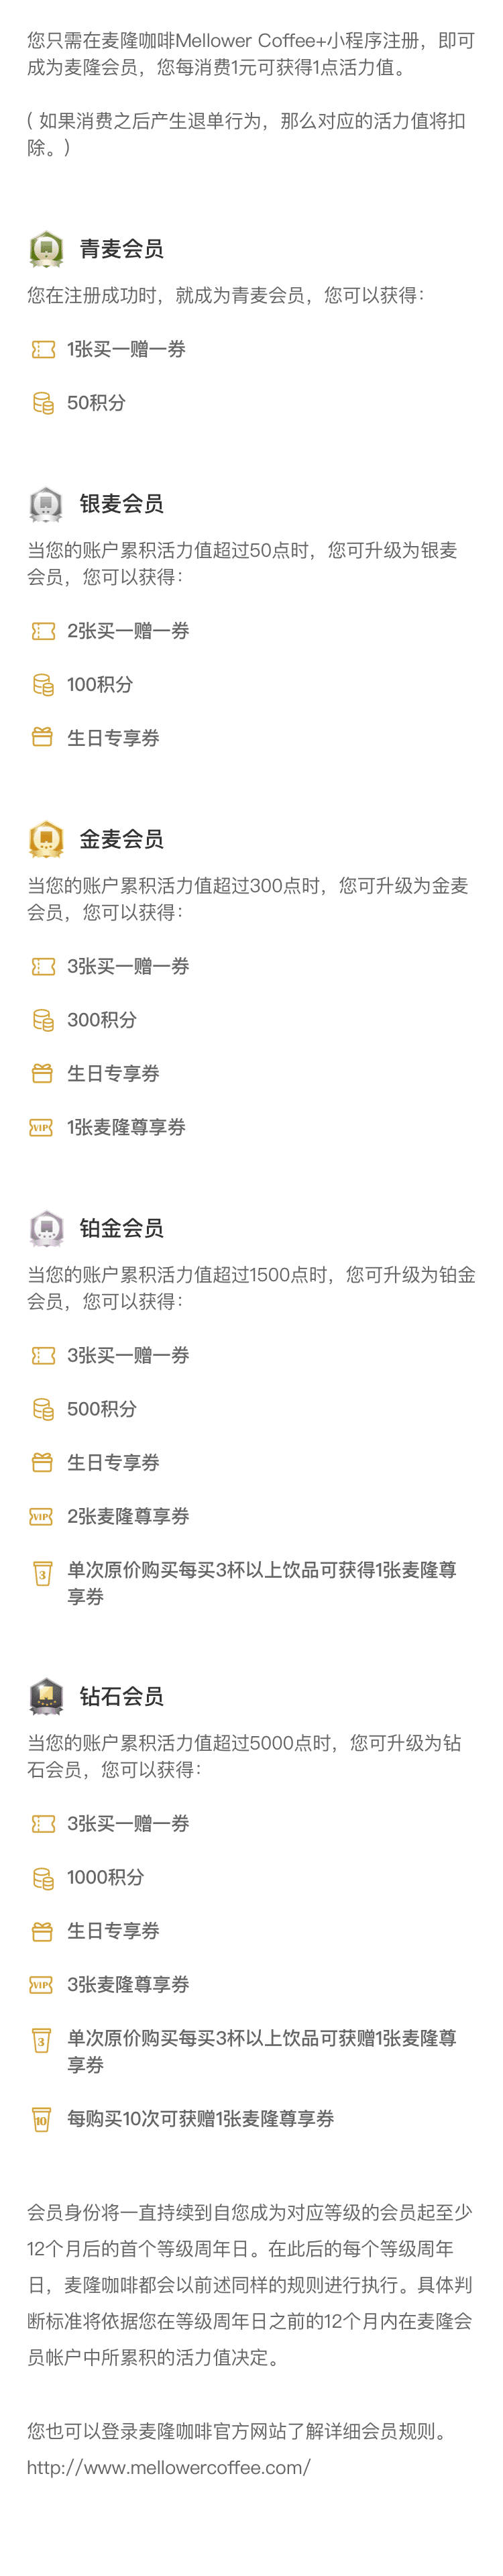 您只需在麦隆咖啡Mellower Coffee+小程序注册，即可
成为麦隆会员，您每消费1元可获得1点活力值。
( 如果消费之后产生退单行为，那么对应的活力值将扣
除。)
青麦会员
您在注册成功时，就成为青麦会员，您可以获得：
1张买一赠一券
50积分
银麦会员
当您的账户累积活力值超过50点时，您可升级为银麦
会员，您可以获得：
2张买一赠一券
100积分
生日专享券
金麦会员
当您的账户累积活力值超过300点时，您可升级为金麦
会员，您可以获得：
3张买一赠一券
300积分
生日专享券
VIP 1张麦隆尊享券
铂金会员
当您的账户累积活力值超过1500点时，您可升级为铂金
会员，您可以获得：
3张买一赠一券
500积分
生日专享券
VIP 2张麦隆尊享券
3 单次原价购买每买3杯以上饮品可获得1张麦隆尊
享券
钻石会员
当您的账户累积活力值超过5000点时，您可升级为钻
石会员，您可以获得：
3张买一赠一券
1000积分
生日专享券
VIP 3张麦隆尊享券
3 单次原价购买每买3杯以上饮品可获赠1张麦隆尊
享券
10 每购买10次可获赠1张麦隆尊享券
会员身份将一直持续到自您成为对应等级的会员起至少
12个月后的首个等级周年日。在此后的每个等级周年
日，麦隆咖啡都会以前述同样的规则进行执行。具体判
断标准将依据您在等级周年日之前的12个月内在麦隆会
员帐户中所累积的活力值决定。
您也可以登录麦隆咖啡官方网站了解详细会员规则。
http://www.mellowercoffee.com/